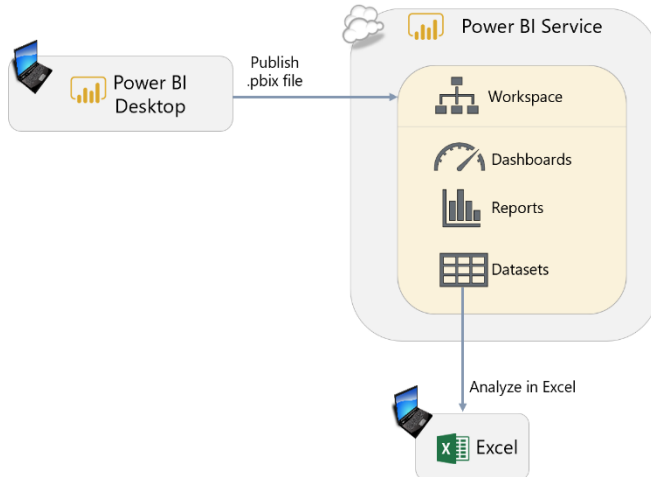 Power BI Service
Publish
.pbix file
Power BI
Desktop
Workspace
Dashboards
Reports
Datasets
Analyze in Excel
X
Excel